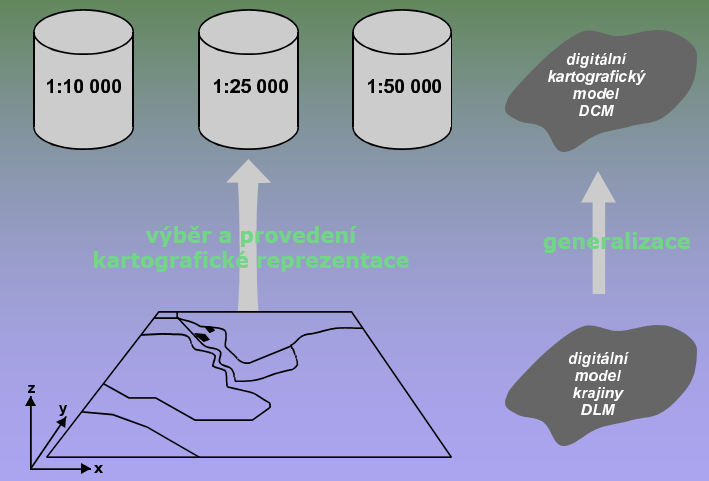 1:10 000
1:25 000
1:50 000
digitální
kartografický
model
DCM
výběr a provedení
kartografické reprezentace
generalizace
digitální
model
krajiny
DLM
z
y
x